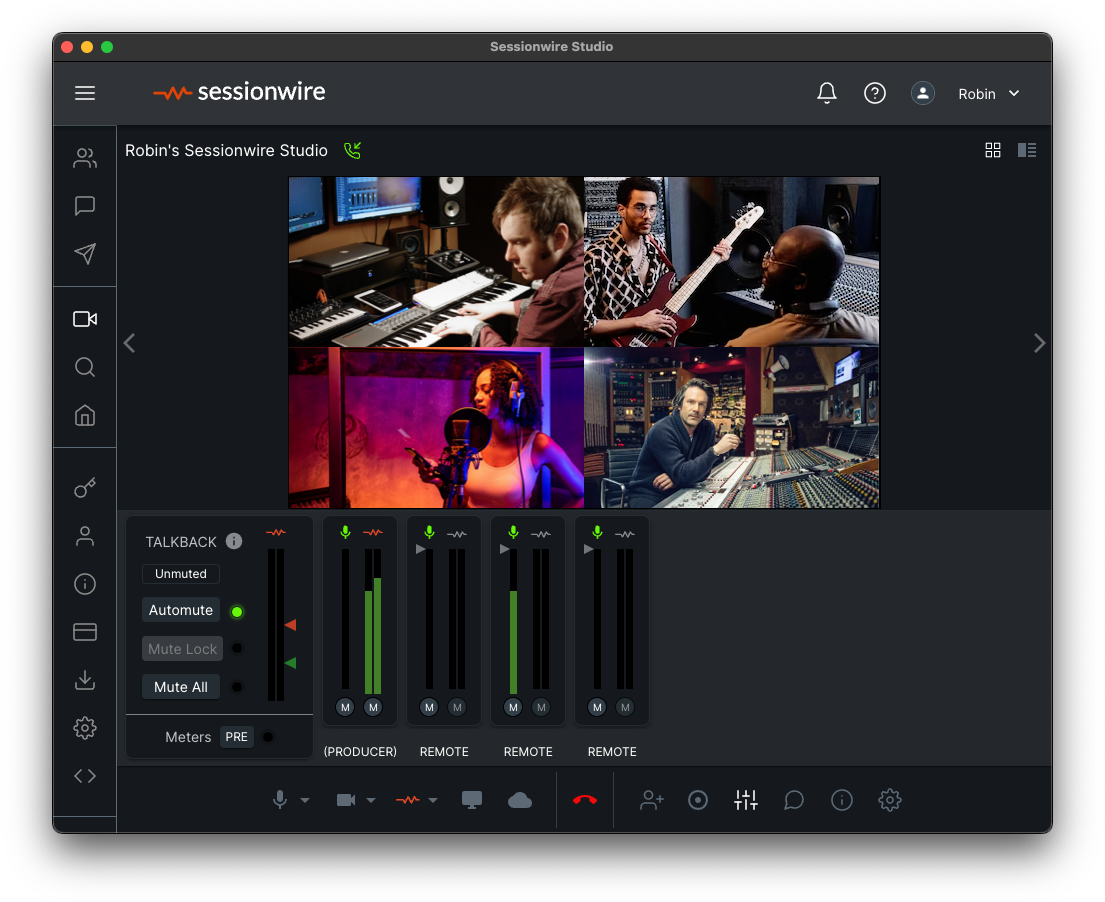 Sessionwire Studio
sessionwire
Robin
Robin's Sessionwire Studio
TALKBACK
Unmuted
Automute
Mute Lock
Mute All
Meters PRE
M M
M M
M M
M M
(PRODUCER)
REMOTE
REMOTE
REMOTE